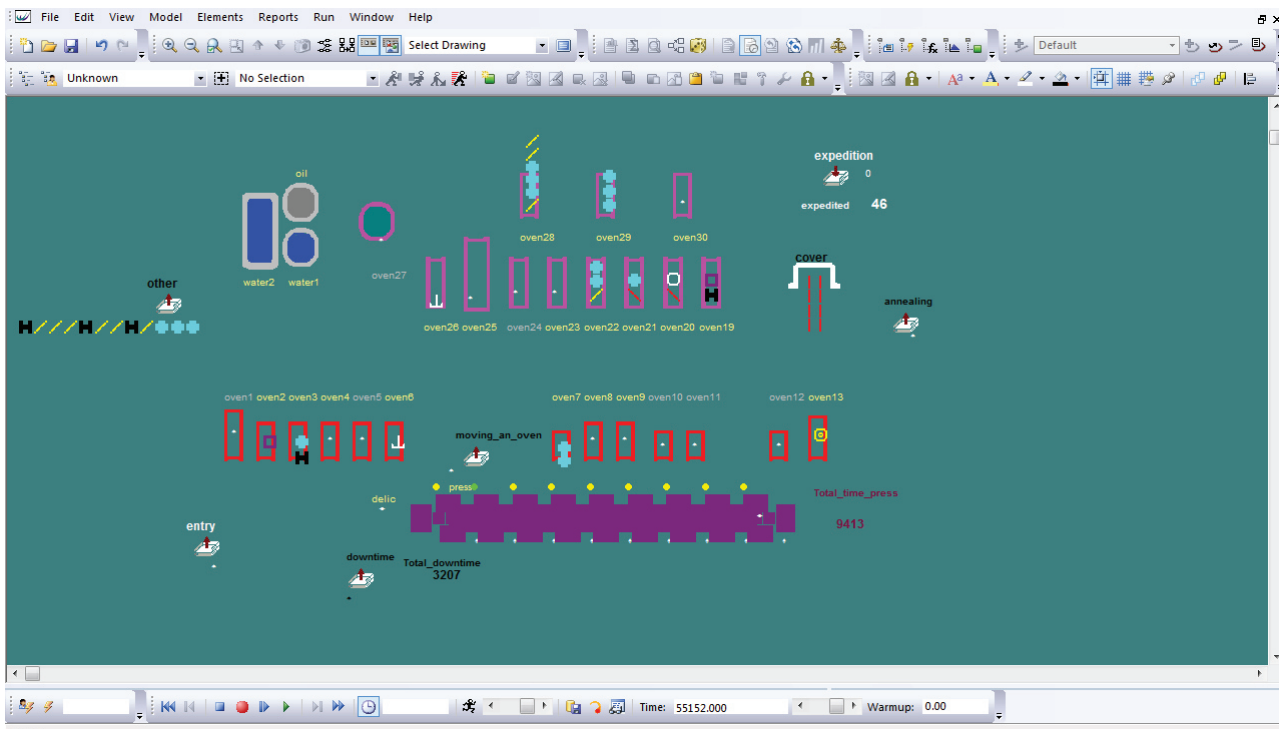 File Edit View Model Elements Reports Run Window Help
Select Drawing Default
Unknown No Selection
expedition
0
expedited 46
oil
water2 water1
oven27
oven28 oven29 oven30
cover
other
annealing
oven26 oven25 oven24 oven23 oven22 oven21 oven20 oven19
H H H
H
oven1 oven2 oven3 oven4 oven5 oven6 oven7 oven8 oven9 oven10 oven11 oven12 oven13
H
moving_an_oven
press
delic
Total_time_press
9413
entry
downtime
Total_downtime
3207
Time: 55152.000 Warmup: 0.00